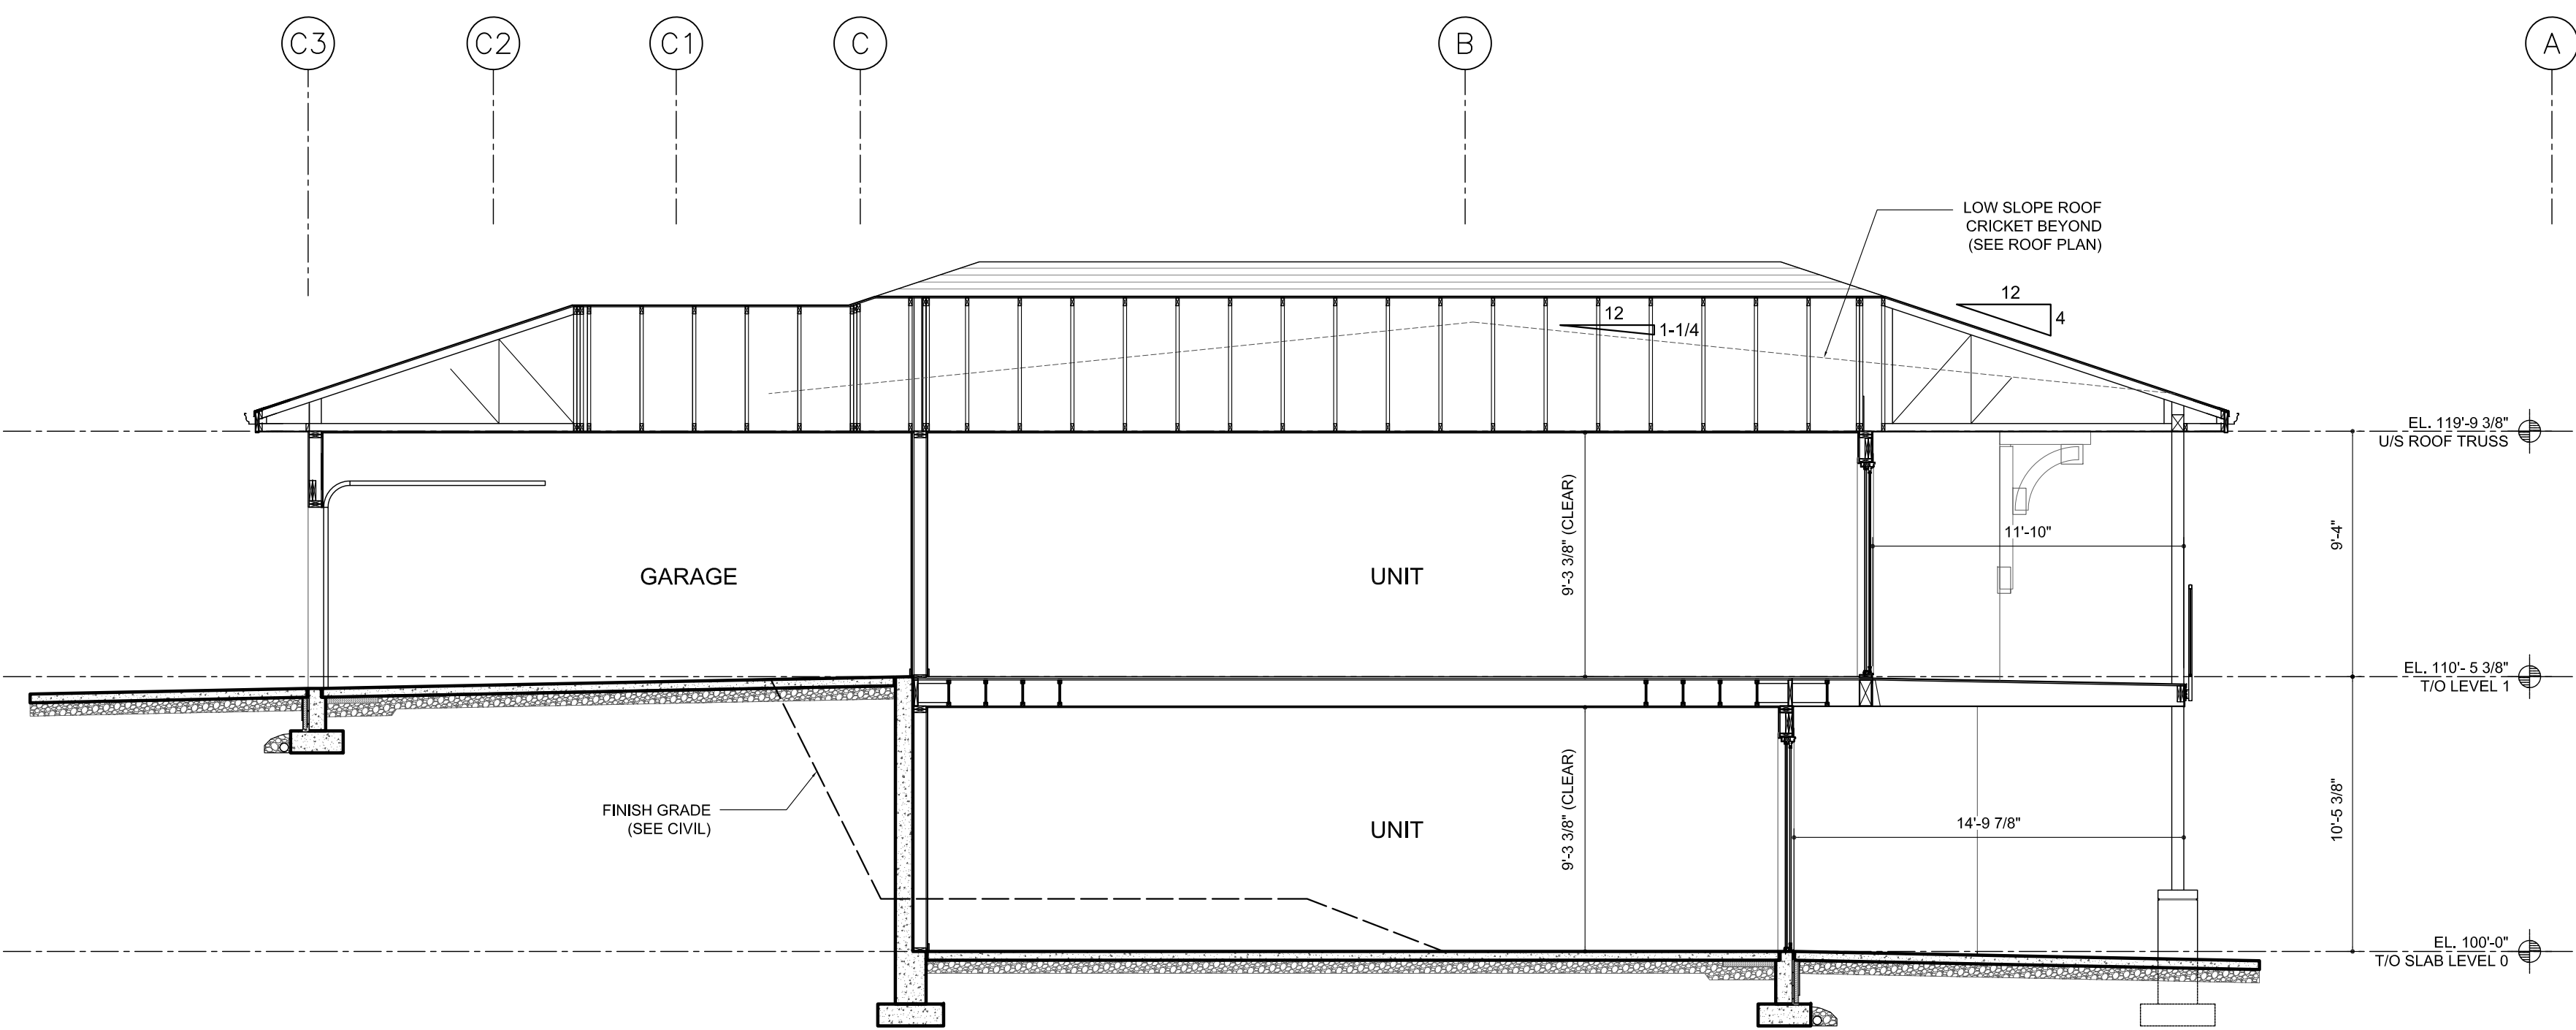 C3
C2
C1
C
B
A
LOW SLOPE ROOF
CRICKET BEYOND
(SEE ROOF PLAN)
12
4
12
1-1/4
EL. 119'-9 3/8"
U/S ROOF TRUSS
9'-3 3/8" (CLEAR)
11'-10"
9'-4"
GARAGE
UNIT
EL. 110'- 5 3/8"
T/O LEVEL 1
FINISH GRADE
(SEE CIVIL)
UNIT
9'-3 3/8" (CLEAR)
14'-9 7/8"
10'-5 3/8"
EL. 100'-0"
T/O SLAB LEVEL 0